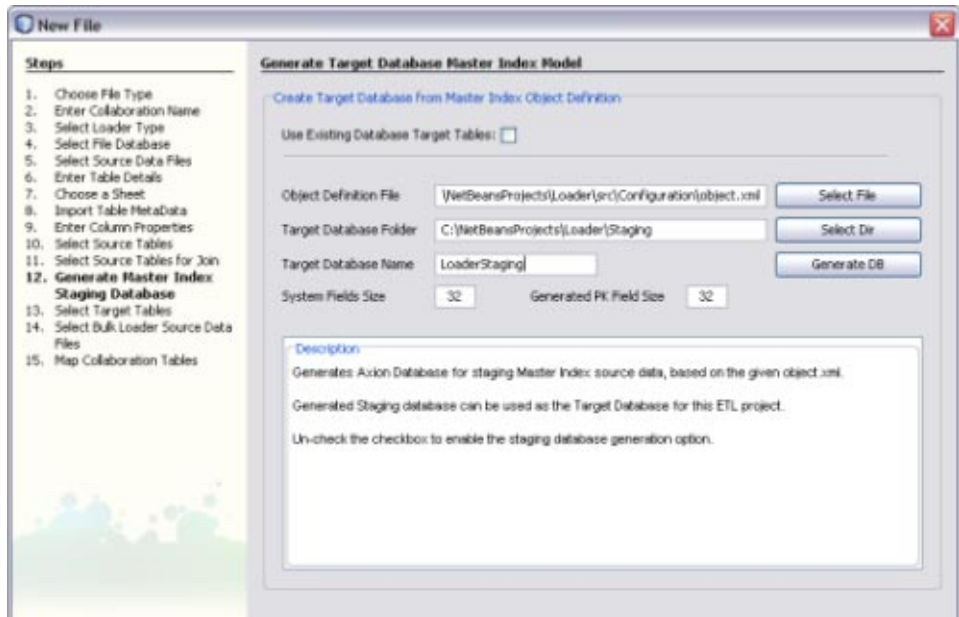 New File
Steps
1. Choose File Type
2. Enter Collaboration Name
3. Select Loader Type
4. Select File Database
5. Select Source Data Files
6. Enter Table Details
7. Choose a Sheet
8. Import Table MetaData
9. Enter Column Properties
10. Select Source Tables
11. Select Source Tables for Join
12. Generate Master Index
Staging Database
13. Select Target Tables
14. Select Bulk Loader Source Data
Files
15. Map Collaboration Tables
Generate Target Database Master Index Model
Create Target Database from Master Index Object Definition
Use Existing Database Target Tables:
Object Definition File \NetBeansProjects\Loader\src\Configuration\object.xml Select File
Target Database Folder C:\NetBeansProjects\Loader\Staging Select Dir
Target Database Name LoaderStaging Generate DB
System Fields Size 32 Generated PK Field Size 32
Description
Generates Axion Database for staging Master Index source data, based on the given object.xml.
Generated Staging database can be used as the Target Database for this ETL project.
Un-check the checkbox to enable the staging database generation option.